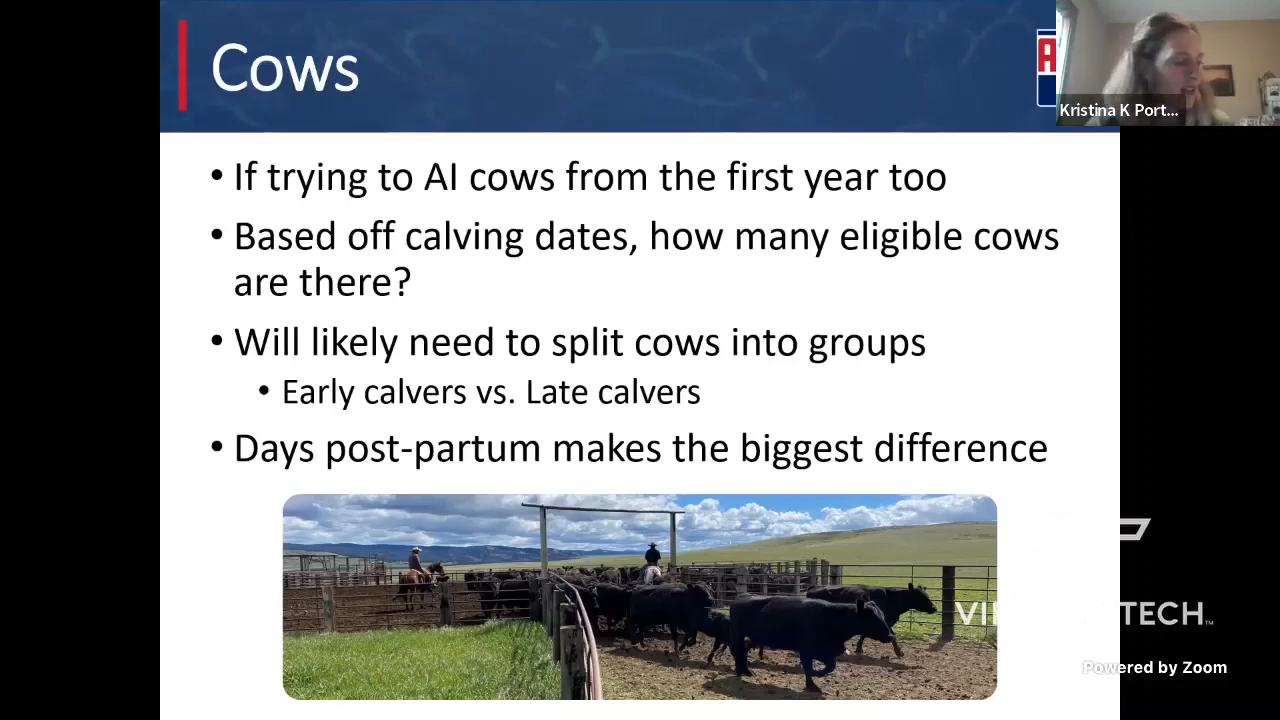 Cows
A
Kristina K Port...
• If trying to AI cows from the first year too
• Based off calving dates, how many eligible cows
are there?
• Will likely need to split cows into groups
• Early calvers vs. Late calvers
• Days post-partum makes the biggest difference
VI TECH™
Powered by Zoom